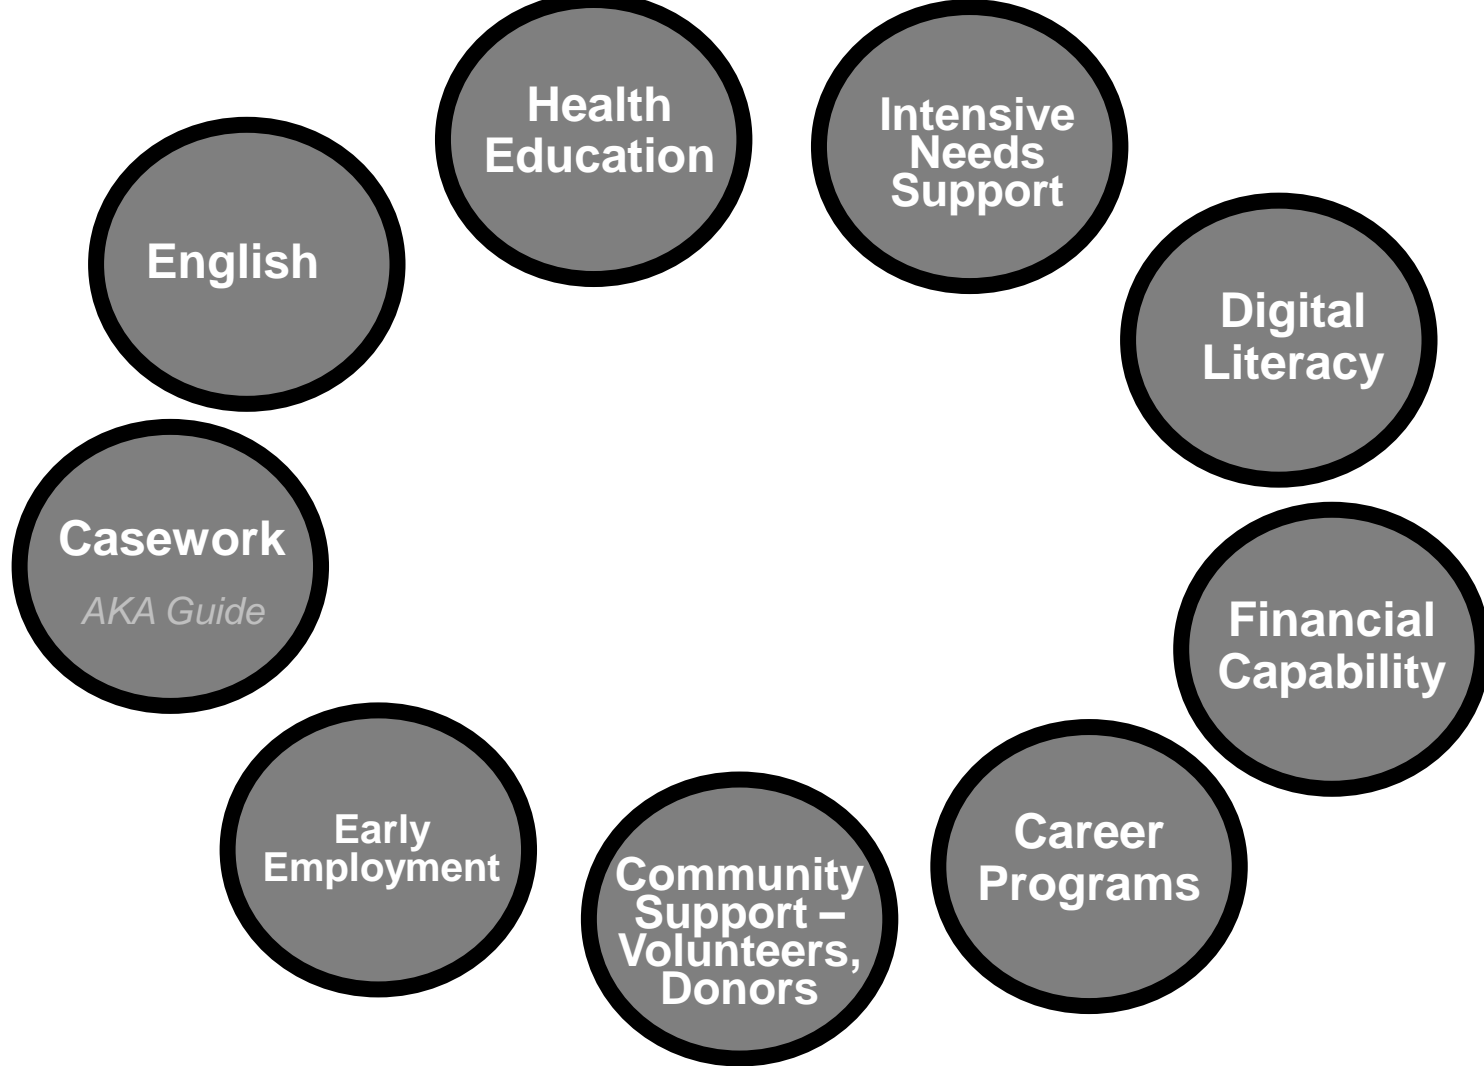 Health
Education
Intensive
Needs
Support
English
Digital
Literacy
Casework
AKA Guide
Financial
Capability
Early
Employment
Community
Support –
Volunteers,
Donors
Career
Programs